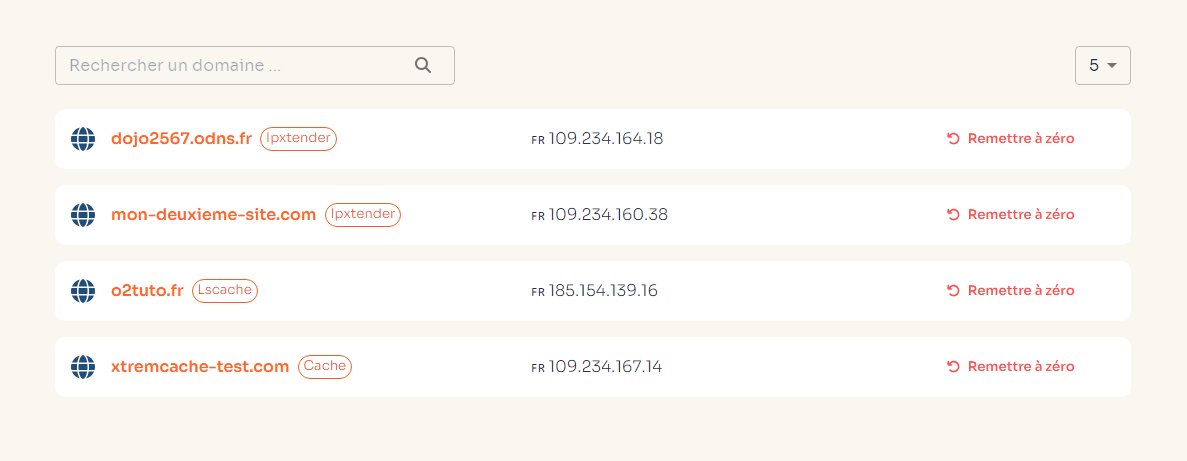 Rechercher un domaine ... 5
dojo2567.odns.fr Ipxtender FR 109.234.164.18 Remettre à zéro
mon-deuxieme-site.com Ipxtender FR 109.234.160.38 Remettre à zéro
o2tuto.fr Lscache FR 185.154.139.16 Remettre à zéro
xtremcache-test.com Cache FR 109.234.167.14 Remettre à zéro